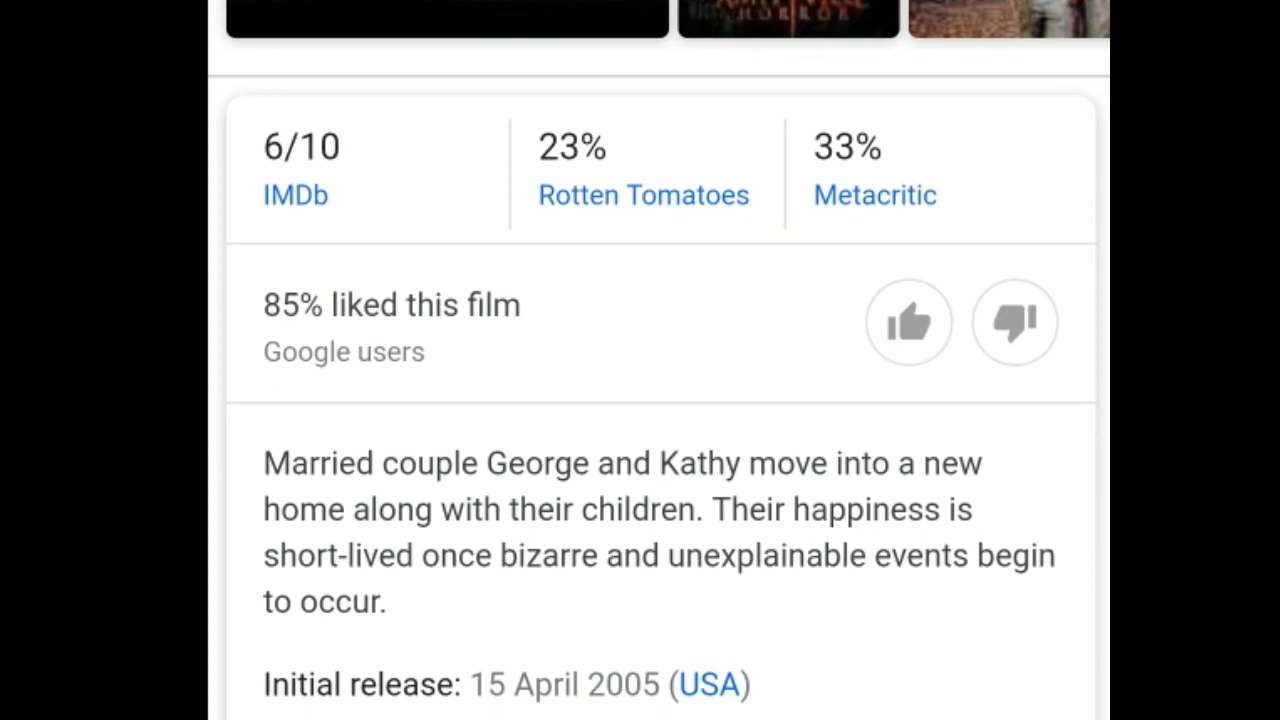 HORROR
6/10
23%
33%
IMDb
Rotten Tomatoes
Metacritic
85% liked this film
Google users
Married couple George and Kathy move into a new
home along with their children. Their happiness is
short-lived once bizarre and unexplainable events begin
to occur.
Initial release: 15 April 2005 (USA)